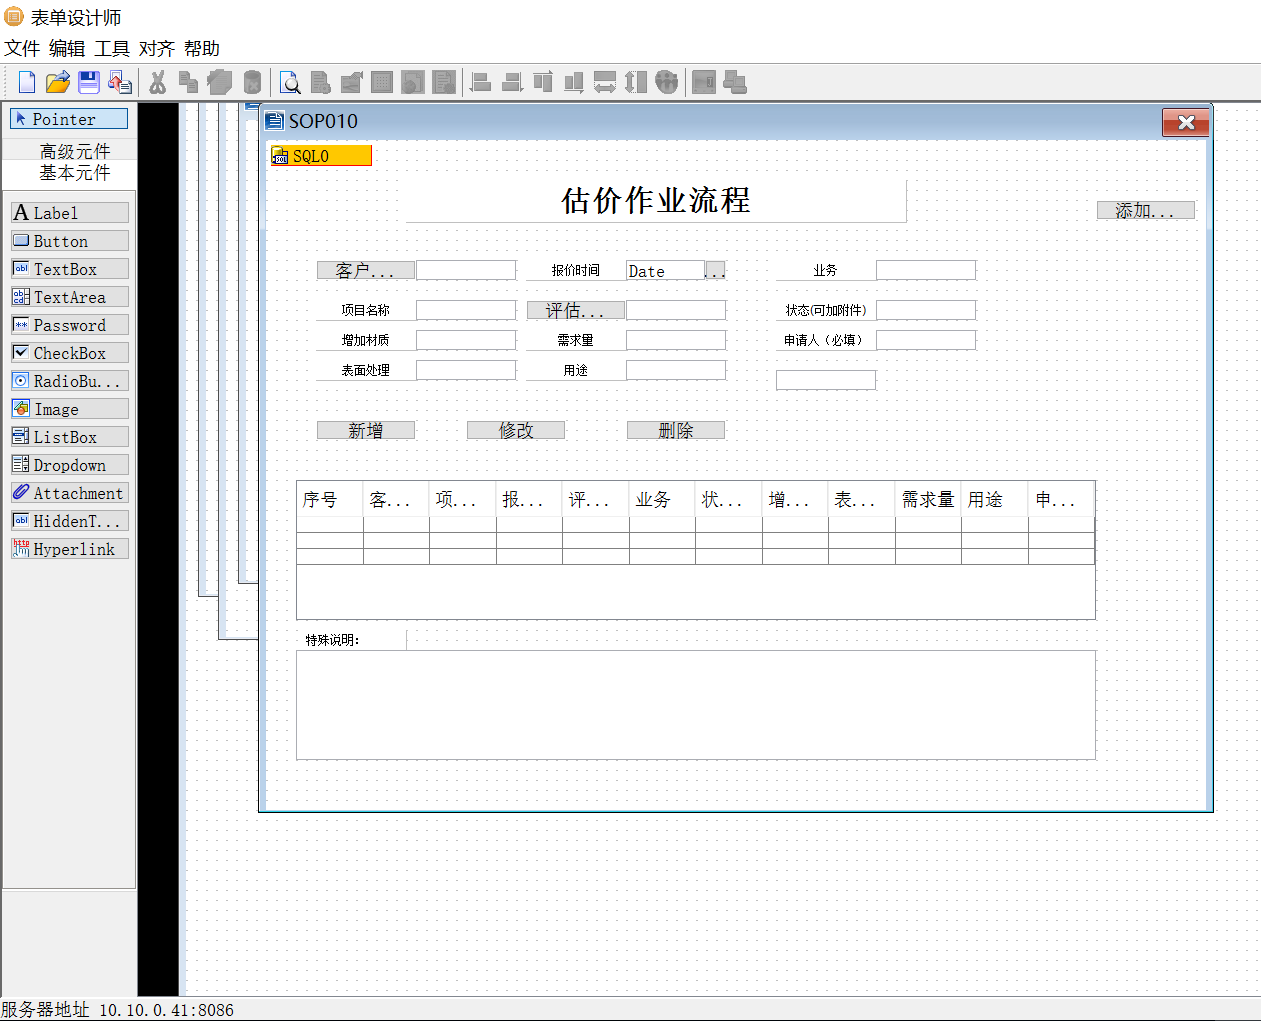 表单设计师
文件 编辑 工具 对齐 帮助
Pointer
高级元件
基本元件
A Label
Button
TextBox
TextArea
Password
CheckBox
RadioBu...
Image
ListBox
Dropdown
Attachment
HiddenT...
Hyperlink
SOP010
SQL0
估价作业流程
添加...
客户... 报价时间 Date ... 业务
项目名称 评估... 状态(可加附件)
增加材质 需求量 申请人（必填）
表面处理 用途
新增 修改 删除
序号 客... 项... 报... 评... 业务 状... 增... 表... 需求量 用途 申...
特殊说明：
服务器地址 10.10.0.41:8086